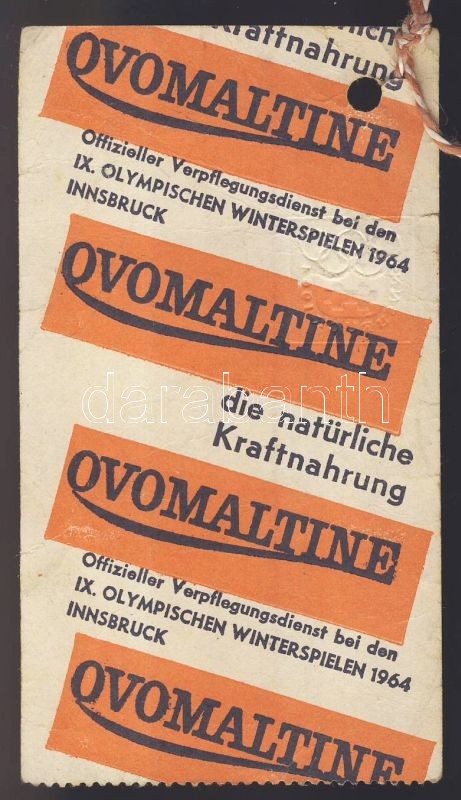 Kraftnahrung
OVOMALTINE
Offizieller Verpflegungsdienst bei den
IX. OLYMPISCHEN WINTERSPIELEN 1964
INNSBRUCK
OVOMALTINE
die natürliche
Kraftnahrung
darabanth
OVOMALTINE
Offizieller Verpflegungsdienst bei den
IX. OLYMPISCHEN WINTERSPIELEN 1964
INNSBRUCK
OVOMALTINE